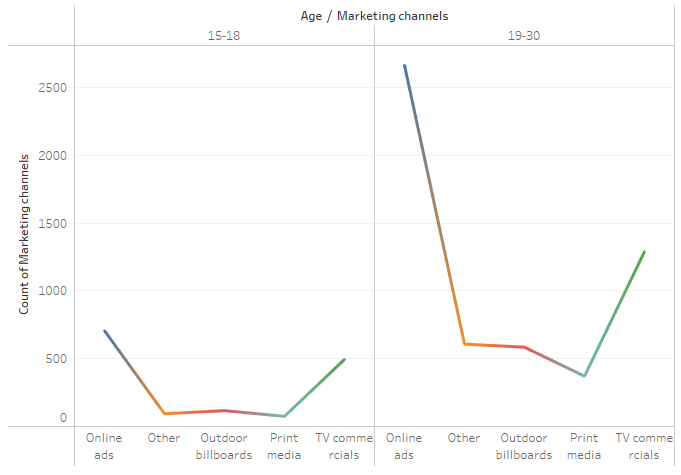 Age / Marketing channels
15-18
19-30
Count of Marketing channels
2500
2000
1500
1000
500
0
Online
ads
Other
Outdoor
billboards
Print
media
TV comme
rcials
Online
ads
Other
Outdoor
billboards
Print
media
TV comme
rcials